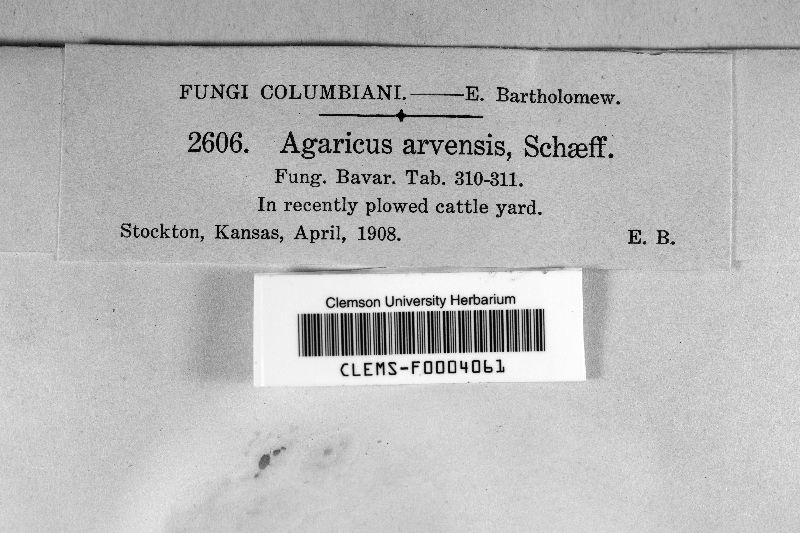 FUNGI COLUMBIANI.——E. Bartholomew.
2606. Agaricus arvensis, Schæff.
Fung. Bavar. Tab. 310-311.
In recently plowed cattle yard.
Stockton, Kansas, April, 1908. E. B.
Clemson University Herbarium
CLEMS-F0004061